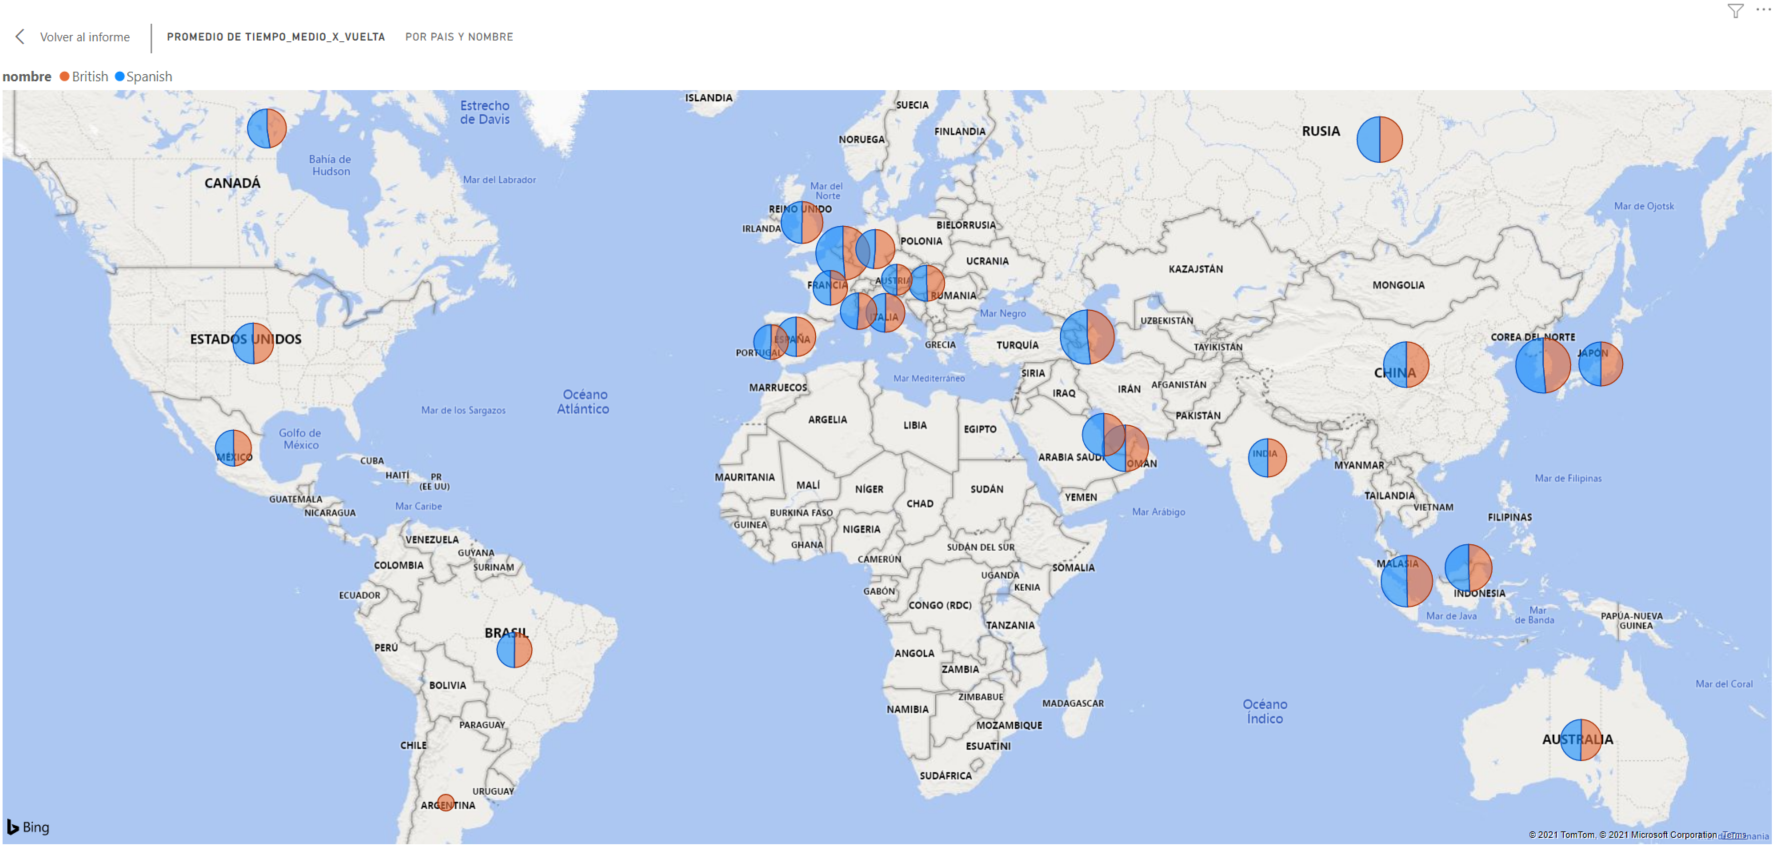 Volver al informe
PROMEDIO DE TIEMPO_MEDIO_X_VUELTA
POR PAIS Y NOMBRE
nombre British Spanish
ISLANDIA
Estrecho
de Davis
SUECIA
NORUEGA
FINLANDIA
RUSIA
Bahía de
Hudson
CANADÁ
Mar del Labrador
Mar del
Norte
REINO UNIDO
IRLANDA
BIELORRUSIA
POLONIA
Mar de Ojotsk
UCRANIA
KAZAJSTÁN
MONGOLIA
FRANCIA
AUSTRIA
RUMANIA
ITALIA
Mar Negro
UZBEKISTÁN
ESTADOS UNIDOS
ESPAÑA
PORTUGAL
GRECIA
TURQUÍA
TAYIKISTÁN
COREA DEL NORTE
JAPÓN
CHINA
Mar Mediterráneo
SIRIA
MARRUECOS
IRAQ
IRÁN
AFGANISTÁN
PAKISTÁN
Océano
Atlántico
Mar de los Sargazos
ARGELIA
LIBIA
EGIPTO
Golfo de
México
MÉXICO
CUBA
HAITÍ
PR
(EE UU)
ARABIA SAUDÍ
OMÁN
INDIA
MYANMAR
MAURITANIA
MALÍ
NÍGER
CHAD
SUDÁN
YEMEN
Mar Arábigo
TAILANDIA
VIETNAM
Mar de Filipinas
FILIPINAS
GUATEMALA
NICARAGUA
Mar Caribe
BURKINA FASO
GUINEA
GHANA
NIGERIA
VENEZUELA
GUYANA
SURINAM
COLOMBIA
CAMERÚN
SUDÁN DEL SUR
SOMALIA
UGANDA
KENIA
MALASIA
INDONESIA
ECUADOR
GABÓN
CONGO (RDC)
Mar de Java
Mar
de Banda
PAPÚA-NUEVA
GUINEA
BRASIL
PERÚ
TANZANIA
ANGOLA
ZAMBIA
BOLIVIA
ZIMBABUE
MADAGASCAR
NAMIBIA
MOZAMBIQUE
Océano
Índico
Mar del Coral
PARAGUAY
CHILE
ESUATINI
AUSTRALIA
SUDÁFRICA
URUGUAY
ARGENTINA
Bing
© 2021 TomTom, © 2021 Microsoft Corporation Terms